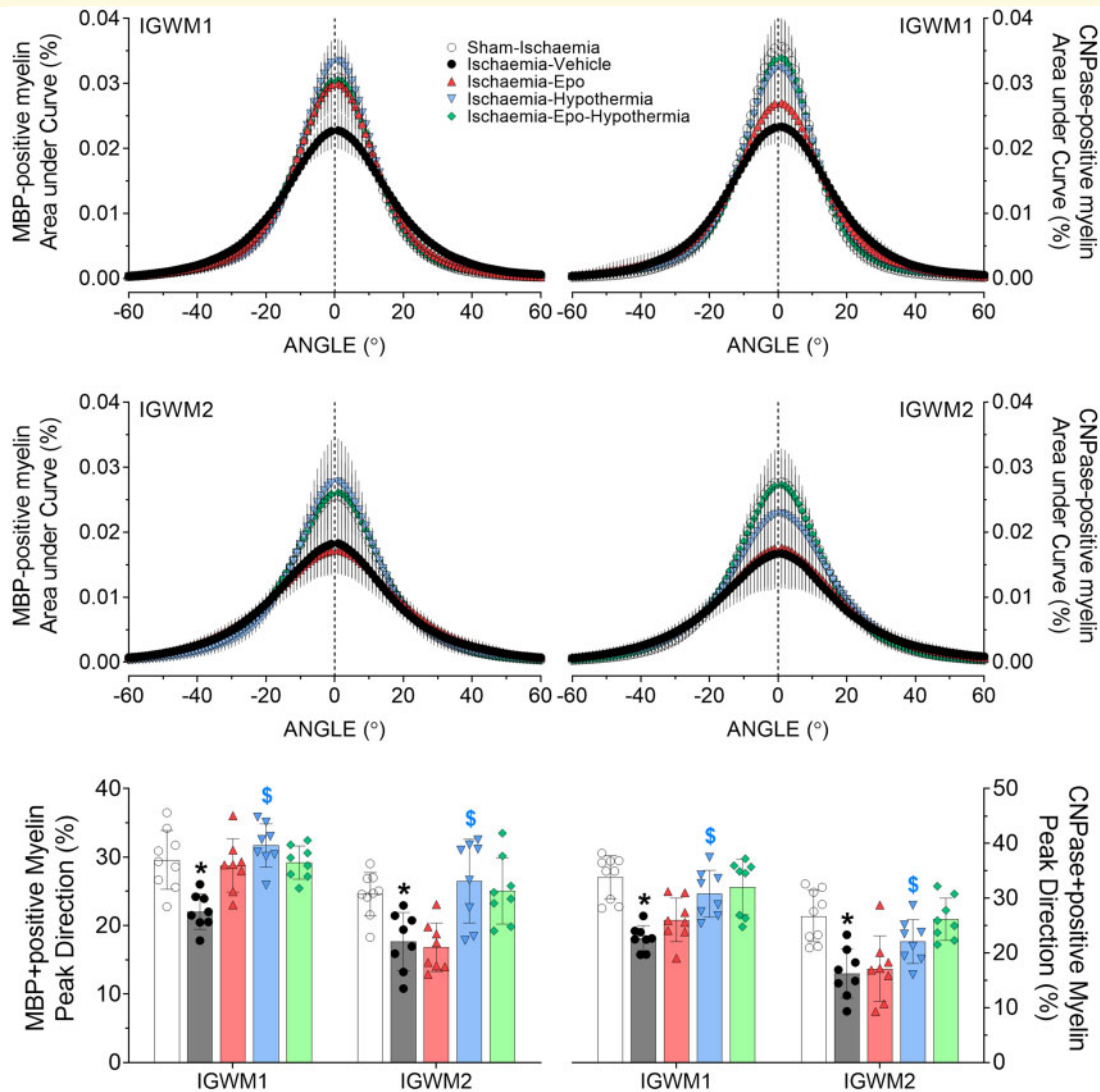 IGWM1
MBP-positive myelin
Area under Curve (%)
0.04
0.03
0.02
0.01
0.00
-60 -40 -20 0 20 40 60
ANGLE (°)
Sham-Ischaemia
Ischaemia-Vehicle
Ischaemia-Epo
Ischaemia-Hypothermia
Ischaemia-Epo-Hypothermia
IGWM1
CNPase-positive myelin
Area under Curve (%)
0.04
0.03
0.02
0.01
0.00
-60 -40 -20 0 20 40 60
ANGLE (°)
IGWM2
MBP-positive myelin
Area under Curve (%)
0.04
0.03
0.02
0.01
0.00
-60 -40 -20 0 20 40 60
ANGLE (°)
IGWM2
CNPase-positive myelin
Area under Curve (%)
0.04
0.03
0.02
0.01
0.00
-60 -40 -20 0 20 40 60
ANGLE (°)
MBP+positive Myelin
Peak Direction (%)
40
30
20
10
0
* $ * $
IGWM1 IGWM2
CNPase+positive Myelin
Peak Direction (%)
50
40
30
20
10
0
* $ * $
IGWM1 IGWM2